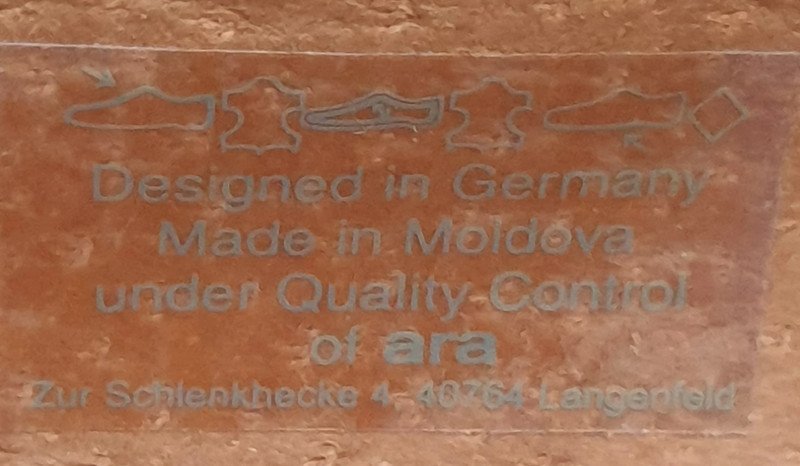 Designed in Germany
Made in Moldova
under Quality Control
of ara
Zur Schlenkhecke 4, 40764 Langenfeld